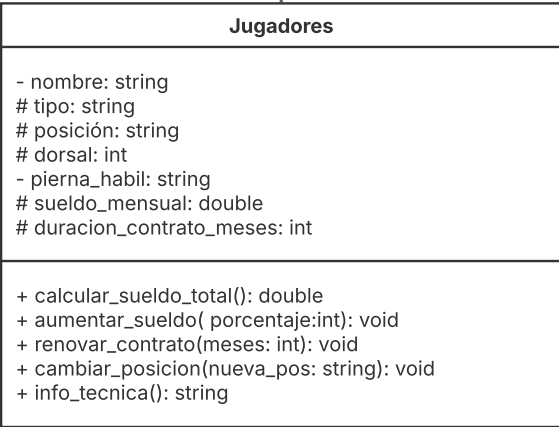 Jugadores
- nombre: string
# tipo: string
# posición: string
# dorsal: int
- pierna_habil: string
# sueldo_mensual: double
# duracion_contrato_meses: int
+ calcular_sueldo_total(): double
+ aumentar_sueldo( porcentaje:int): void
+ renovar_contrato(meses: int): void
+ cambiar_posicion(nueva_pos: string): void
+ info_tecnica(): string